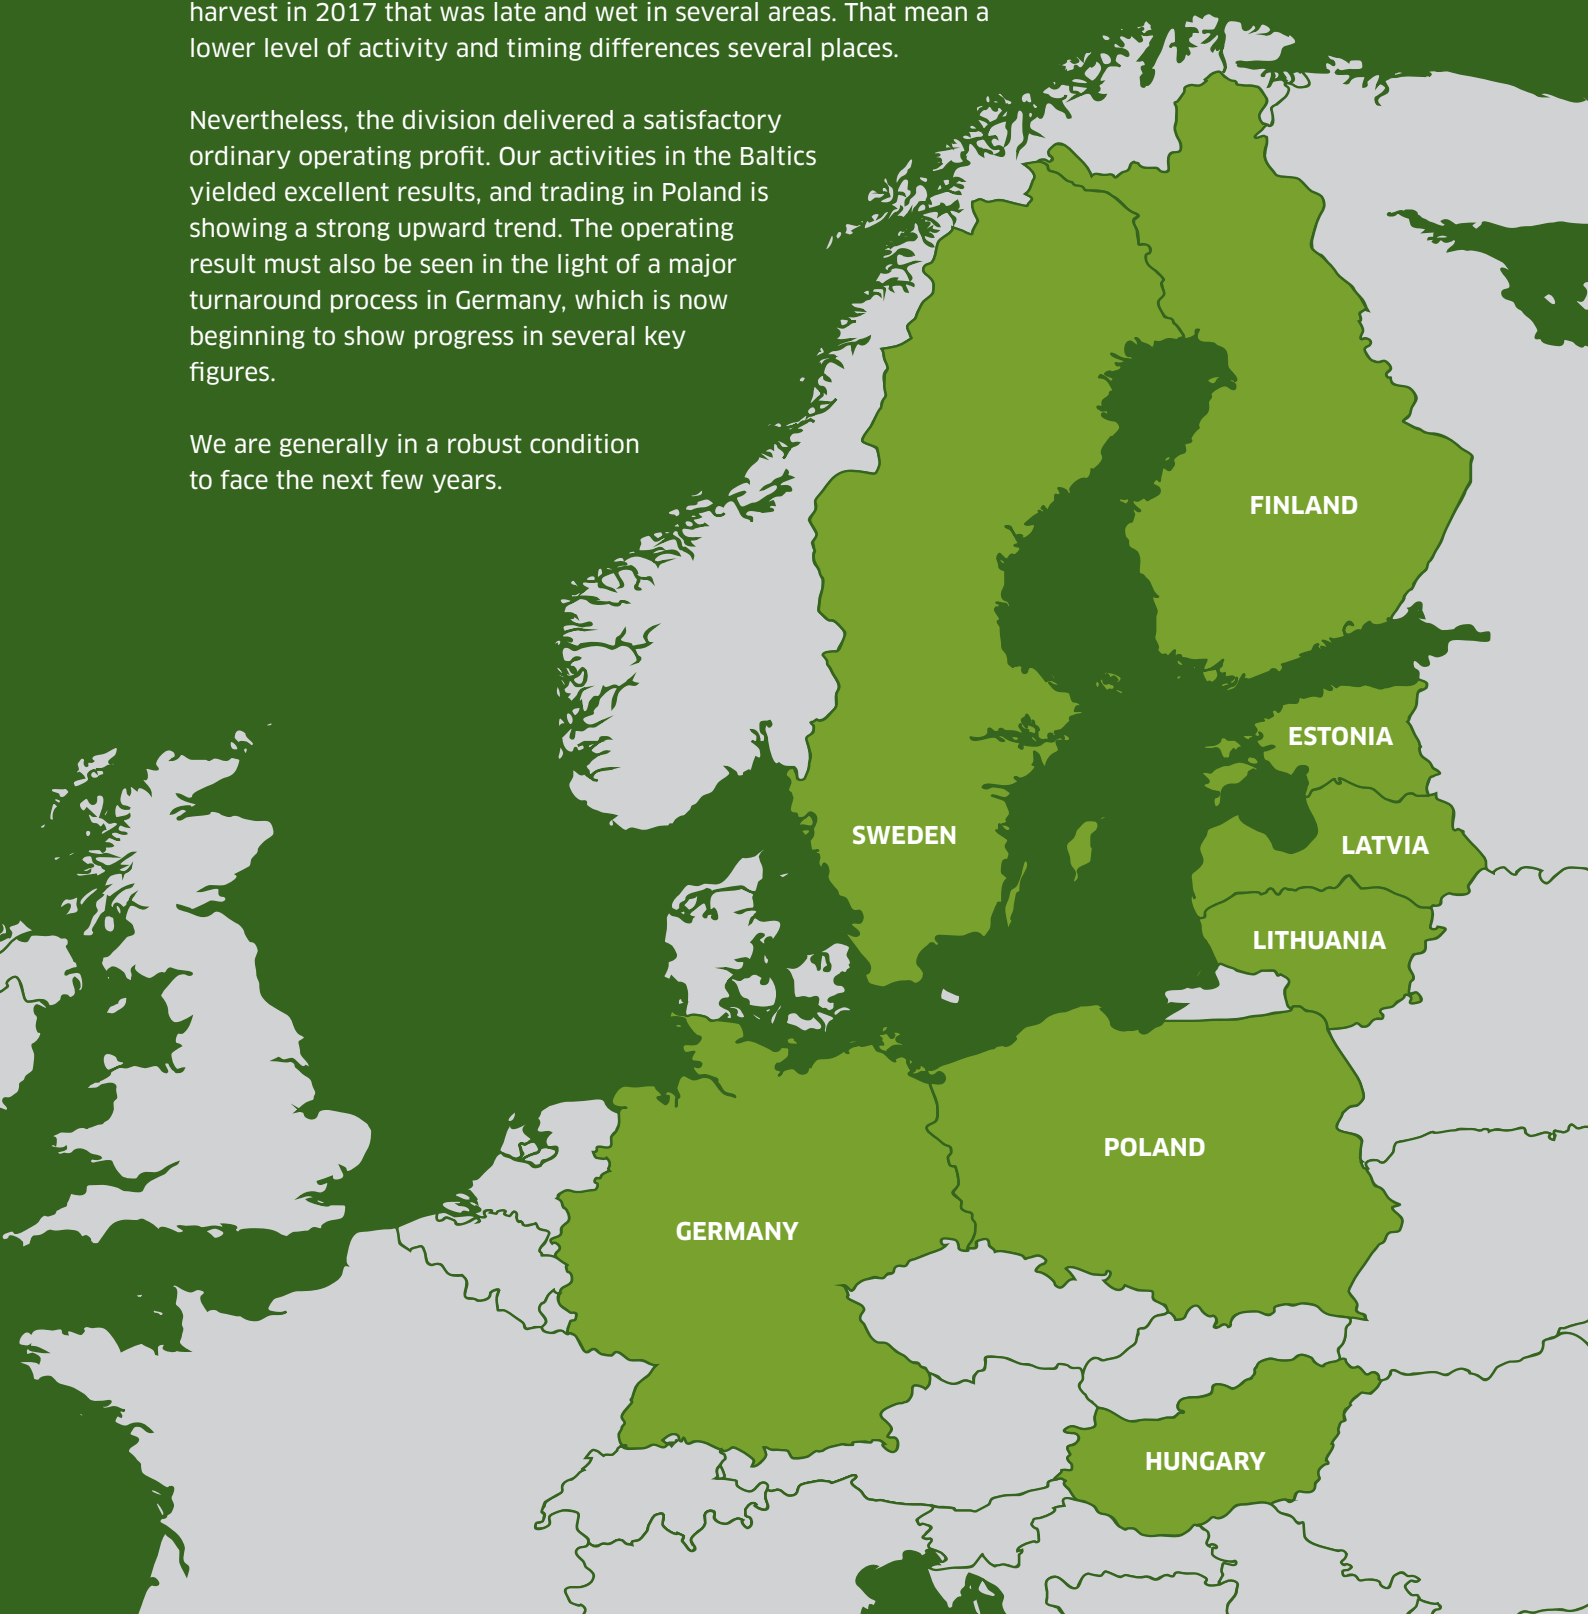 harvest in 2017 that was late and wet in several areas. That mean a
lower level of activity and timing differences several places.
Nevertheless, the division delivered a satisfactory
ordinary operating profit. Our activities in the Baltics
yielded excellent results, and trading in Poland is
showing a strong upward trend. The operating
result must also be seen in the light of a major
turnaround process in Germany, which is now
beginning to show progress in several key
figures.
We are generally in a robust condition
to face the next few years.
FINLAND
ESTONIA
SWEDEN
LATVIA
LITHUANIA
POLAND
GERMANY
HUNGARY